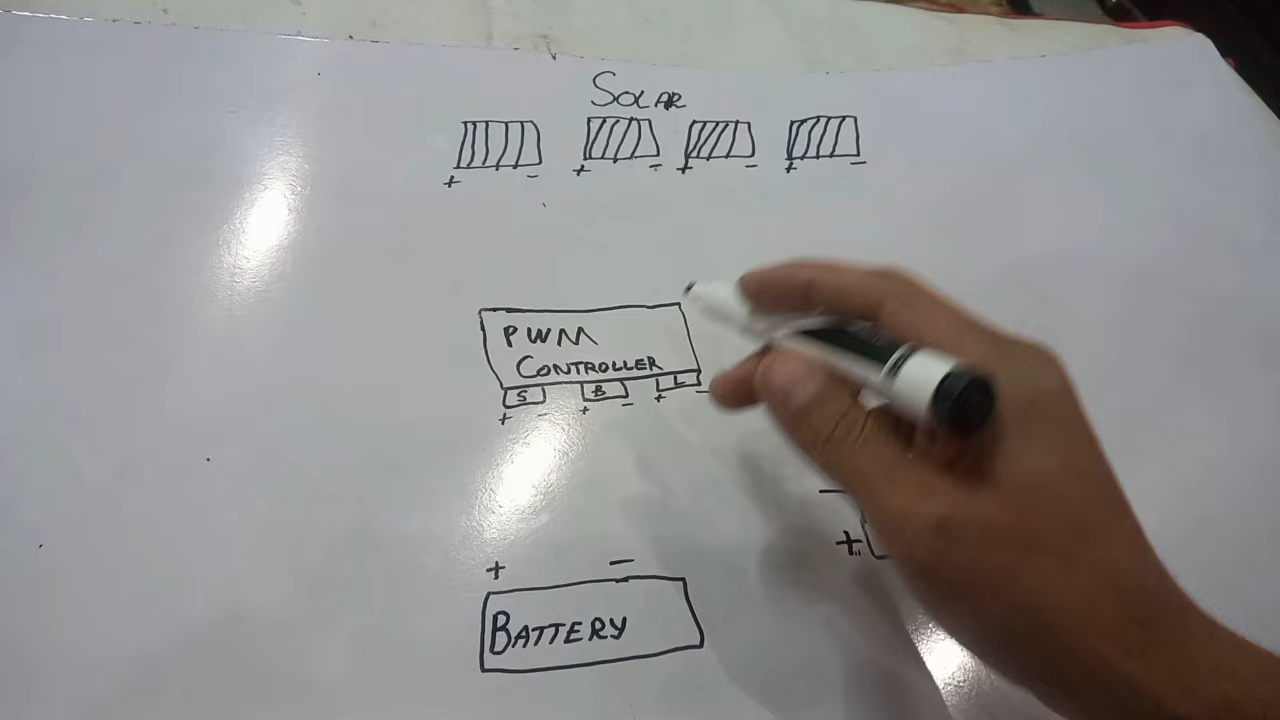 SOLAR
+ - + - + - + -
PWM
CONTROLLER
S B L
+ - + - + -
-
+
+ -
BATTERY